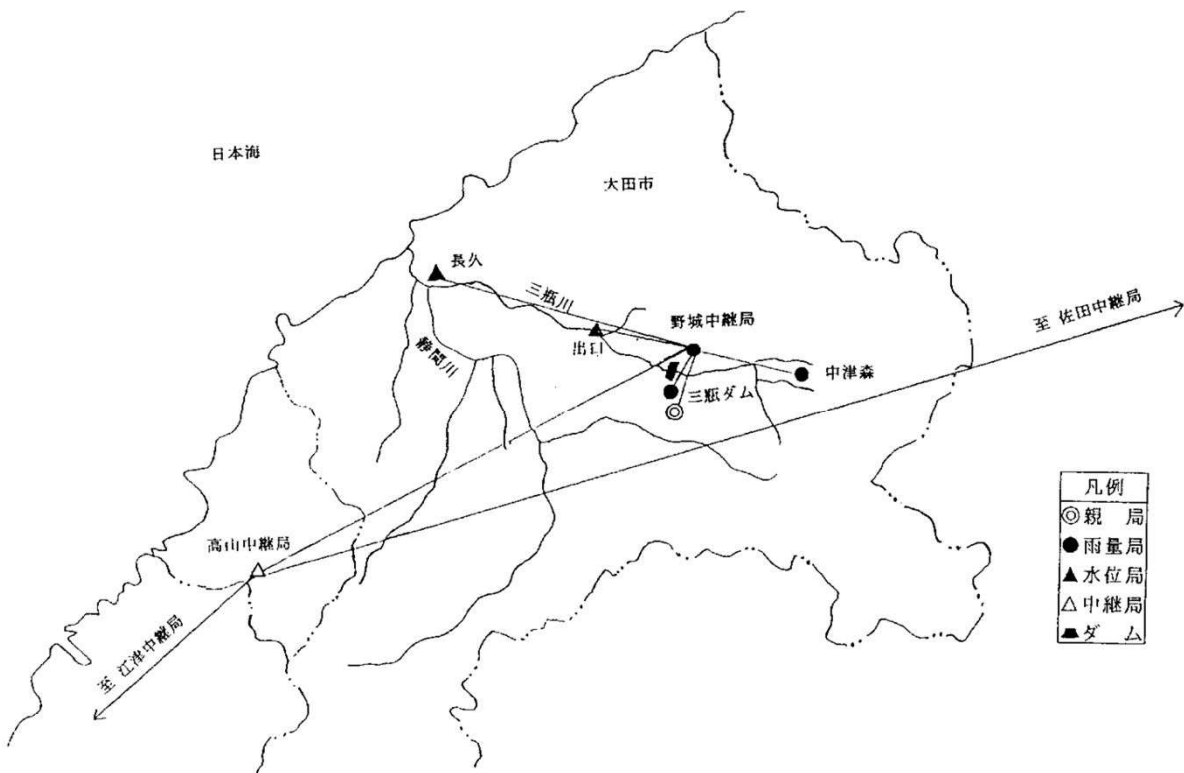 日本海
大田市
長久
三瓶川
野城中継局
至 佐田中継局
出口
静間川
中津森
三瓶ダム
高山中継局
至 江津中継局
凡例
親 局
雨量局
水位局
中継局
ダ ム